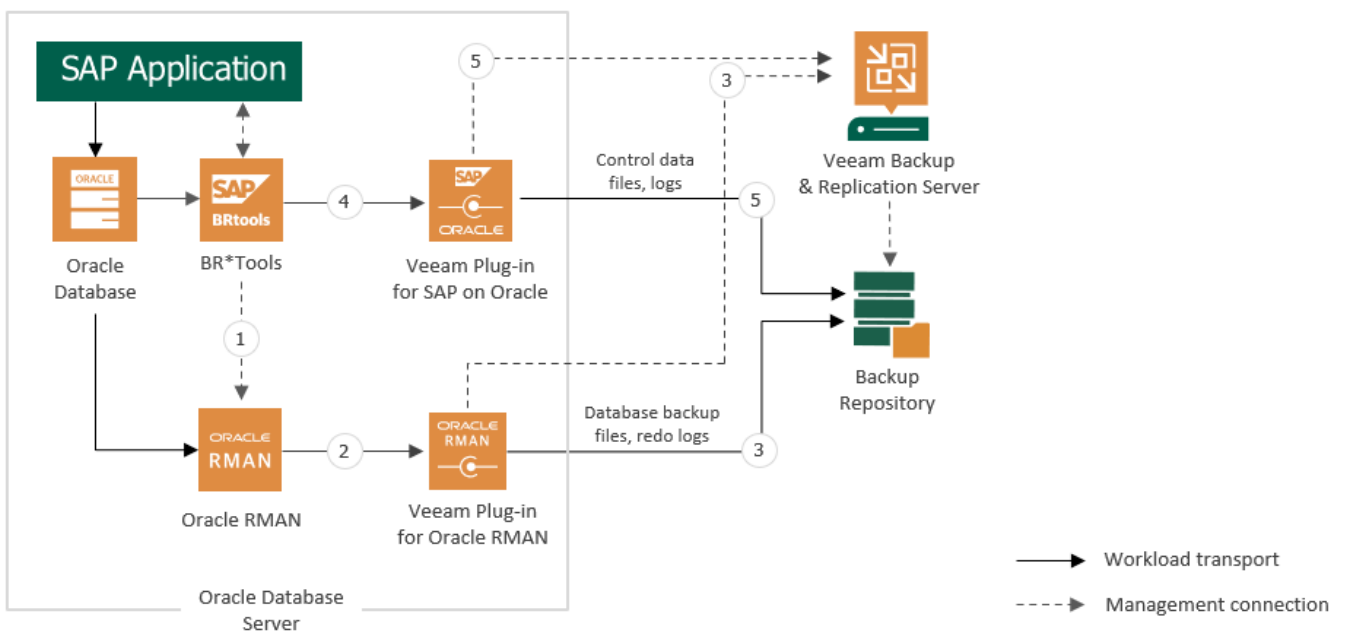 SAP Application
5
3
ORACLE
SAP
BRtools
4
SAP
ORACLE
Control data
files, logs
5
Veeam Backup
& Replication Server
Oracle
Database
BR*Tools
Veeam Plug-in
for SAP on Oracle
1
Backup
Repository
ORACLE
RMAN
2
ORACLE
RMAN
Database backup
files, redo logs
3
Oracle RMAN
Veeam Plug-in
for Oracle RMAN
Workload transport
Management connection
Oracle Database
Server